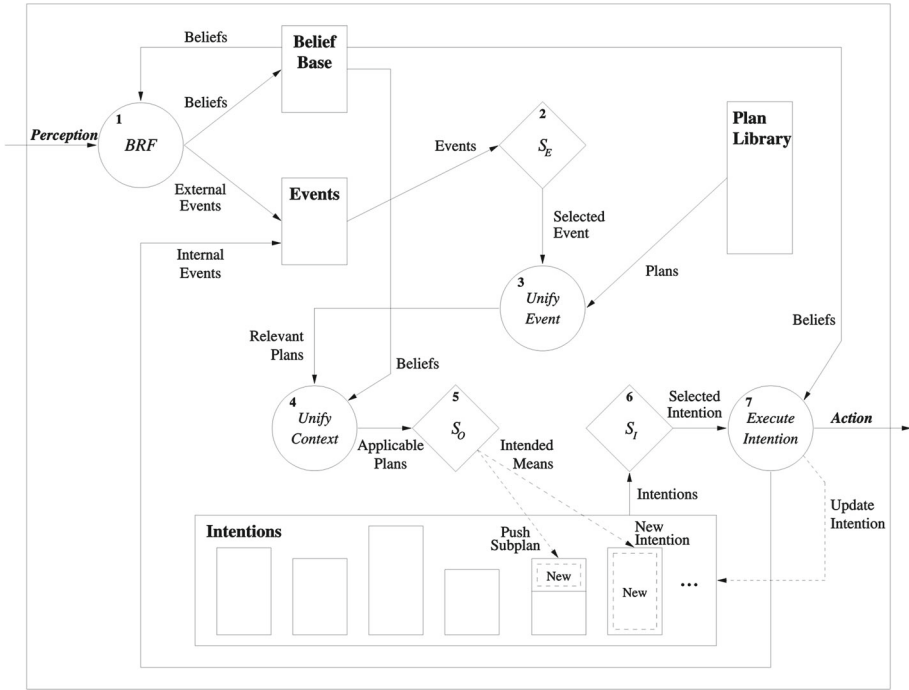 Beliefs
Belief
Base
Beliefs
1
BRF
Perception
External
Events
Events
Internal
Events
Events
2
S_E
Plan
Library
Selected
Event
3
Unify
Event
Plans
Relevant
Plans
Beliefs
Beliefs
4
Unify
Context
Applicable
Plans
5
S_O
Intended
Means
6
S_I
Selected
Intention
7
Execute
Intention
Action
Intentions
Update
Intention
Intentions
Push
Subplan
New
Intention
New
New
...